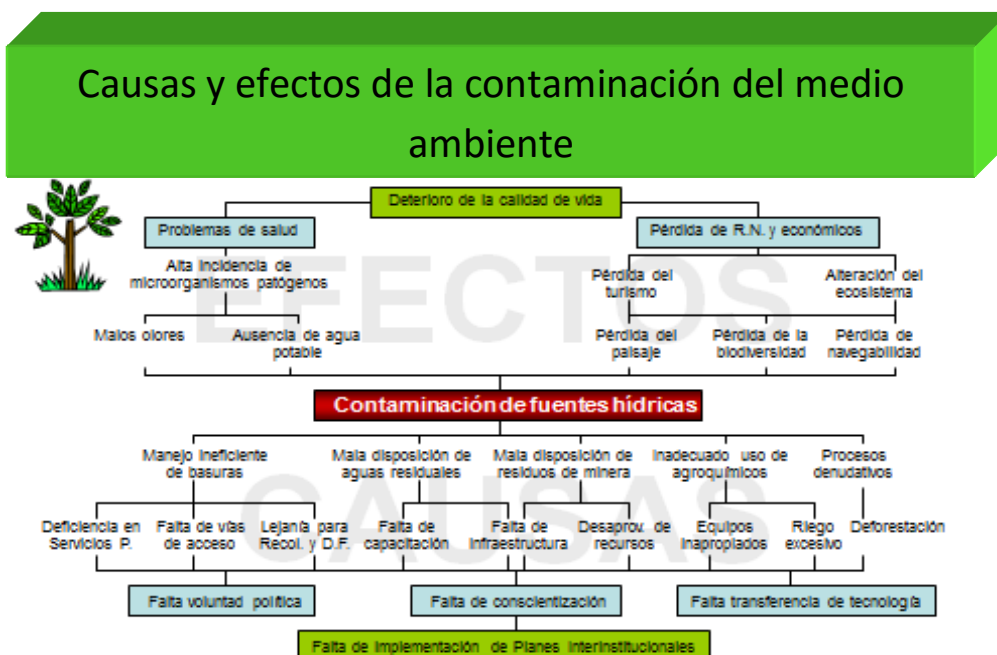 Causas y efectos de la contaminación del medio
ambiente
Deterioro de la calidad de vida
Problemas de salud
Pérdida de R.N. y económicos
Alta incidencia de
microorganismos patógenos
Pérdida del
turismo
Alteración del
ecosistema
EFECTOS
Malos olores
Ausencia de agua
potable
Pérdida del
paisaje
Pérdida de la
biodiversidad
Pérdida de
navegabilidad
Contaminación de fuentes hídricas
Manejo ineficiente
de basuras
Mala disposición de
aguas residuales
Mala disposición de
residuos de minera
Inadecuado uso de
agroquímicos
Procesos
denudativos
CAUSAS
Deficiencia en
Servicios P.
Falta de vías
de acceso
Lejanía para
Recol. y D.F.
Falta de
capacitación
Falta de
infraestructura
Desaprov. de
recursos
Equipos
inapropiados
Riego
excesivo
Deforestación
Falta voluntad política
Falta de conscientización
Falta transferencia de tecnología
Falta de implementación de Planes interinstitucionales